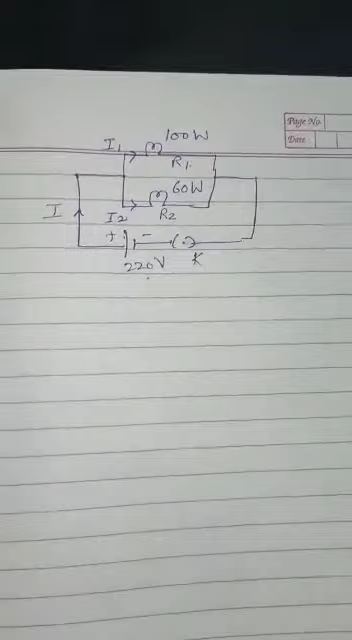 Page No.
Date
I1 100W
R1
60W
I I2 R2
+ -
220V K